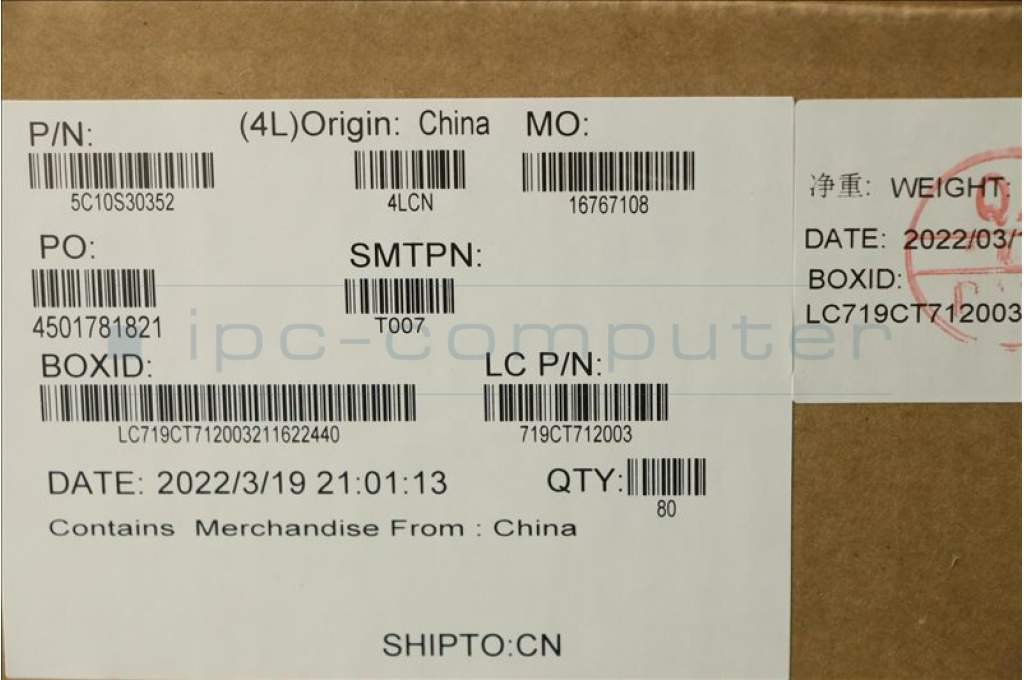 P/N:
(4L)Origin: China
MO:
5C10S30352
4LCN
16767108
PO:
SMTPN:
4501781821
T007
BOXID:
LC P/N:
LC719CT712003211622440
719CT712003
DATE: 2022/3/19 21:01:13
QTY:
80
Contains Merchandise From : China
SHIPTO:CN
净重: WEIGHT:
DATE: 2022/03/1
BOXID:
LC719CT712003
ipc-computer